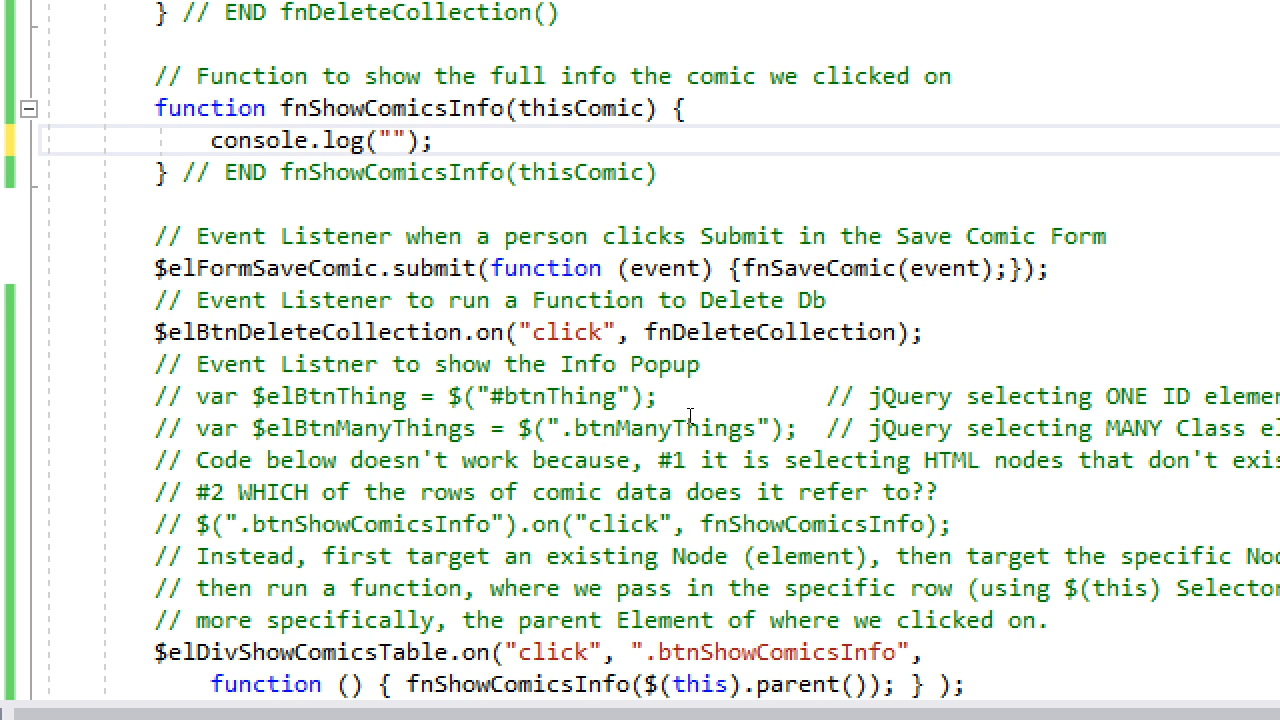 } // END fnDeleteCollection()
// Function to show the full info the comic we clicked on
function fnShowComicsInfo(thisComic) {
console.log("");
} // END fnShowComicsInfo(thisComic)
// Event Listener when a person clicks Submit in the Save Comic Form
$elFormSaveComic.submit(function (event) {fnSaveComic(event);});
// Event Listener to run a Function to Delete Db
$elBtnDeleteCollection.on("click", fnDeleteCollection);
// Event Listner to show the Info Popup
// var $elBtnThing = $("#btnThing"); // jQuery selecting ONE ID elemen
// var $elBtnManyThings = $(".btnManyThings"); // jQuery selecting MANY Class el
// Code below doesn't work because, #1 it is selecting HTML nodes that don't exis
// #2 WHICH of the rows of comic data does it refer to??
// $(".btnShowComicsInfo").on("click", fnShowComicsInfo);
// Instead, first target an existing Node (element), then target the specific Nod
// then run a function, where we pass in the specific row (using $(this) Selector
// more specifically, the parent Element of where we clicked on.
$elDivShowComicsTable.on("click", ".btnShowComicsInfo",
function () { fnShowComicsInfo($(this).parent()); } );